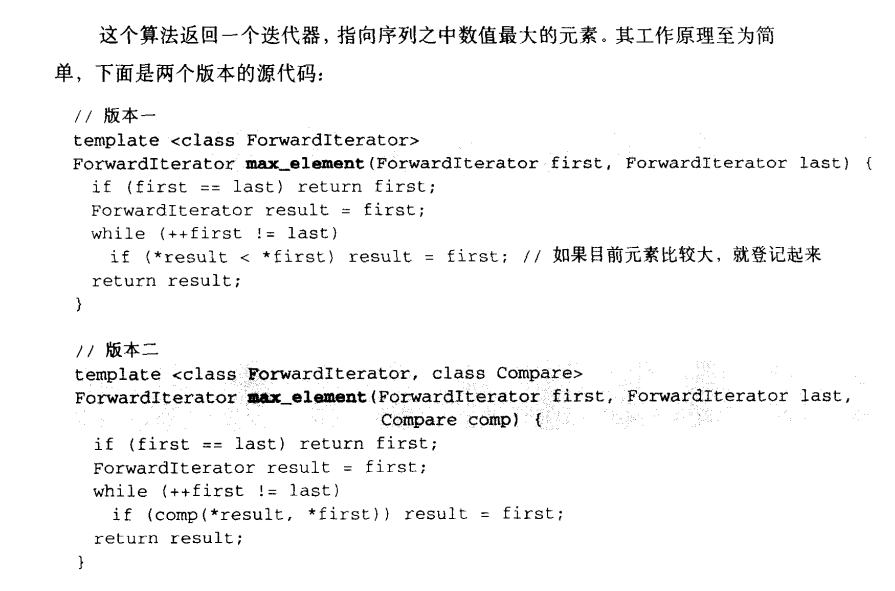 这个算法返回一个迭代器，指向序列之中数值最大的元素。其工作原理至为简
单，下面是两个版本的源代码：
// 版本一
template <class ForwardIterator>
ForwardIterator max_element(ForwardIterator first, ForwardIterator last) {
  if (first == last) return first;
  ForwardIterator result = first;
  while (++first != last)
    if (*result < *first) result = first; // 如果目前元素比较大，就登记起来
  return result;
}
// 版本二
template <class ForwardIterator, class Compare>
ForwardIterator max_element(ForwardIterator first, ForwardIterator last,
                            Compare comp) {
  if (first == last) return first;
  ForwardIterator result = first;
  while (++first != last)
    if (comp(*result, *first)) result = first;
  return result;
}